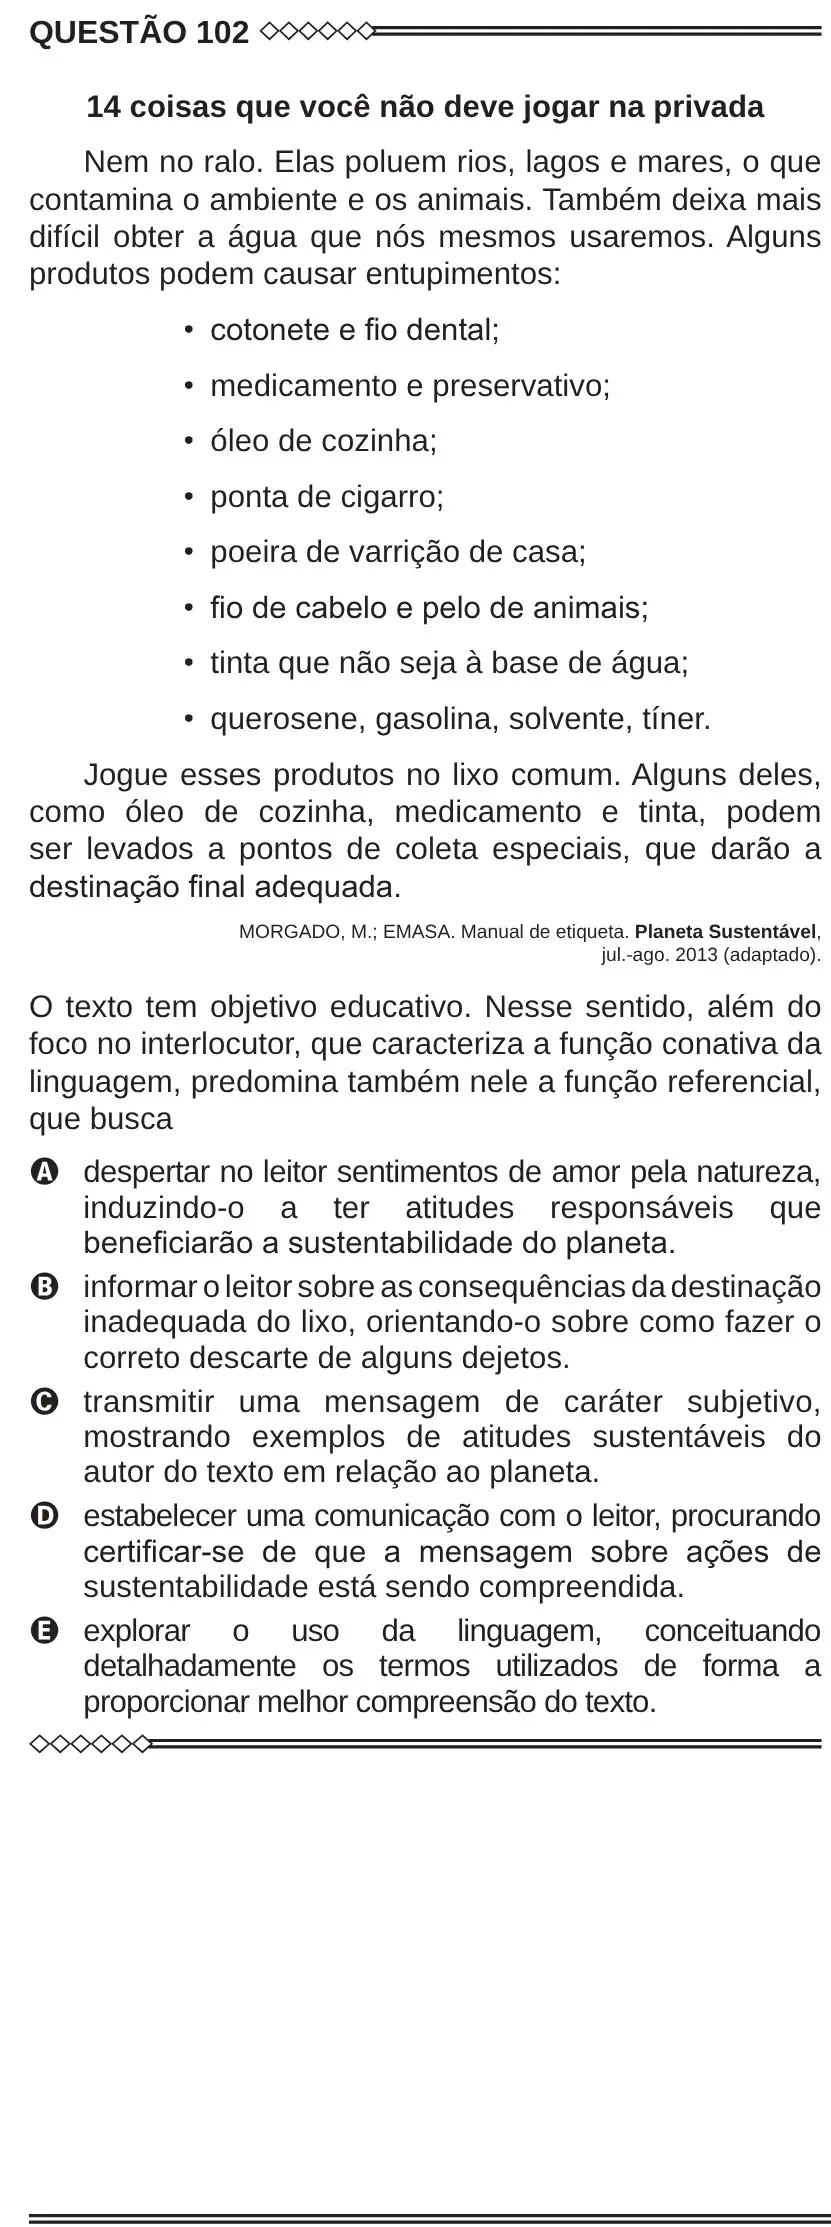 QUESTÃO 102
14 coisas que você não deve jogar na privada
Nem no ralo. Elas poluem rios, lagos e mares, o que
contamina o ambiente e os animais. Também deixa mais
difícil obter a água que nós mesmos usaremos. Alguns
produtos podem causar entupimentos:
• cotonete e fio dental;
• medicamento e preservativo;
• óleo de cozinha;
• ponta de cigarro;
• poeira de varrição de casa;
• fio de cabelo e pelo de animais;
• tinta que não seja à base de água;
• querosene, gasolina, solvente, tíner.
Jogue esses produtos no lixo comum. Alguns deles,
como óleo de cozinha, medicamento e tinta, podem
ser levados a pontos de coleta especiais, que darão a
destinação final adequada.
MORGADO, M.; EMASA. Manual de etiqueta. Planeta Sustentável,
jul.-ago. 2013 (adaptado).
O texto tem objetivo educativo. Nesse sentido, além do
foco no interlocutor, que caracteriza a função conativa da
linguagem, predomina também nele a função referencial,
que busca
A despertar no leitor sentimentos de amor pela natureza,
induzindo-o a ter atitudes responsáveis que
beneficiarão a sustentabilidade do planeta.
B informar o leitor sobre as consequências da destinação
inadequada do lixo, orientando-o sobre como fazer o
correto descarte de alguns dejetos.
C transmitir uma mensagem de caráter subjetivo,
mostrando exemplos de atitudes sustentáveis do
autor do texto em relação ao planeta.
D estabelecer uma comunicação com o leitor, procurando
certificar-se de que a mensagem sobre ações de
sustentabilidade está sendo compreendida.
E explorar o uso da linguagem, conceituando
detalhadamente os termos utilizados de forma a
proporcionar melhor compreensão do texto.